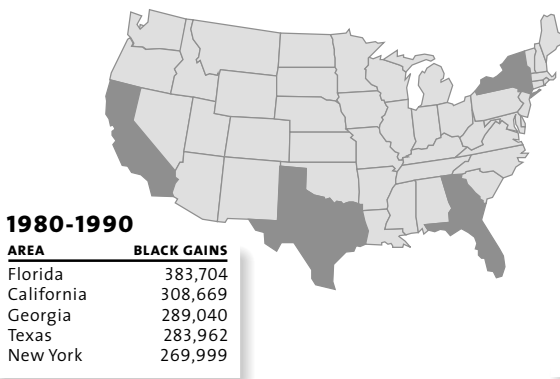 1980-1990
AREA BLACK GAINS
Florida 383,704
California 308,669
Georgia 289,040
Texas 283,962
New York 269,999